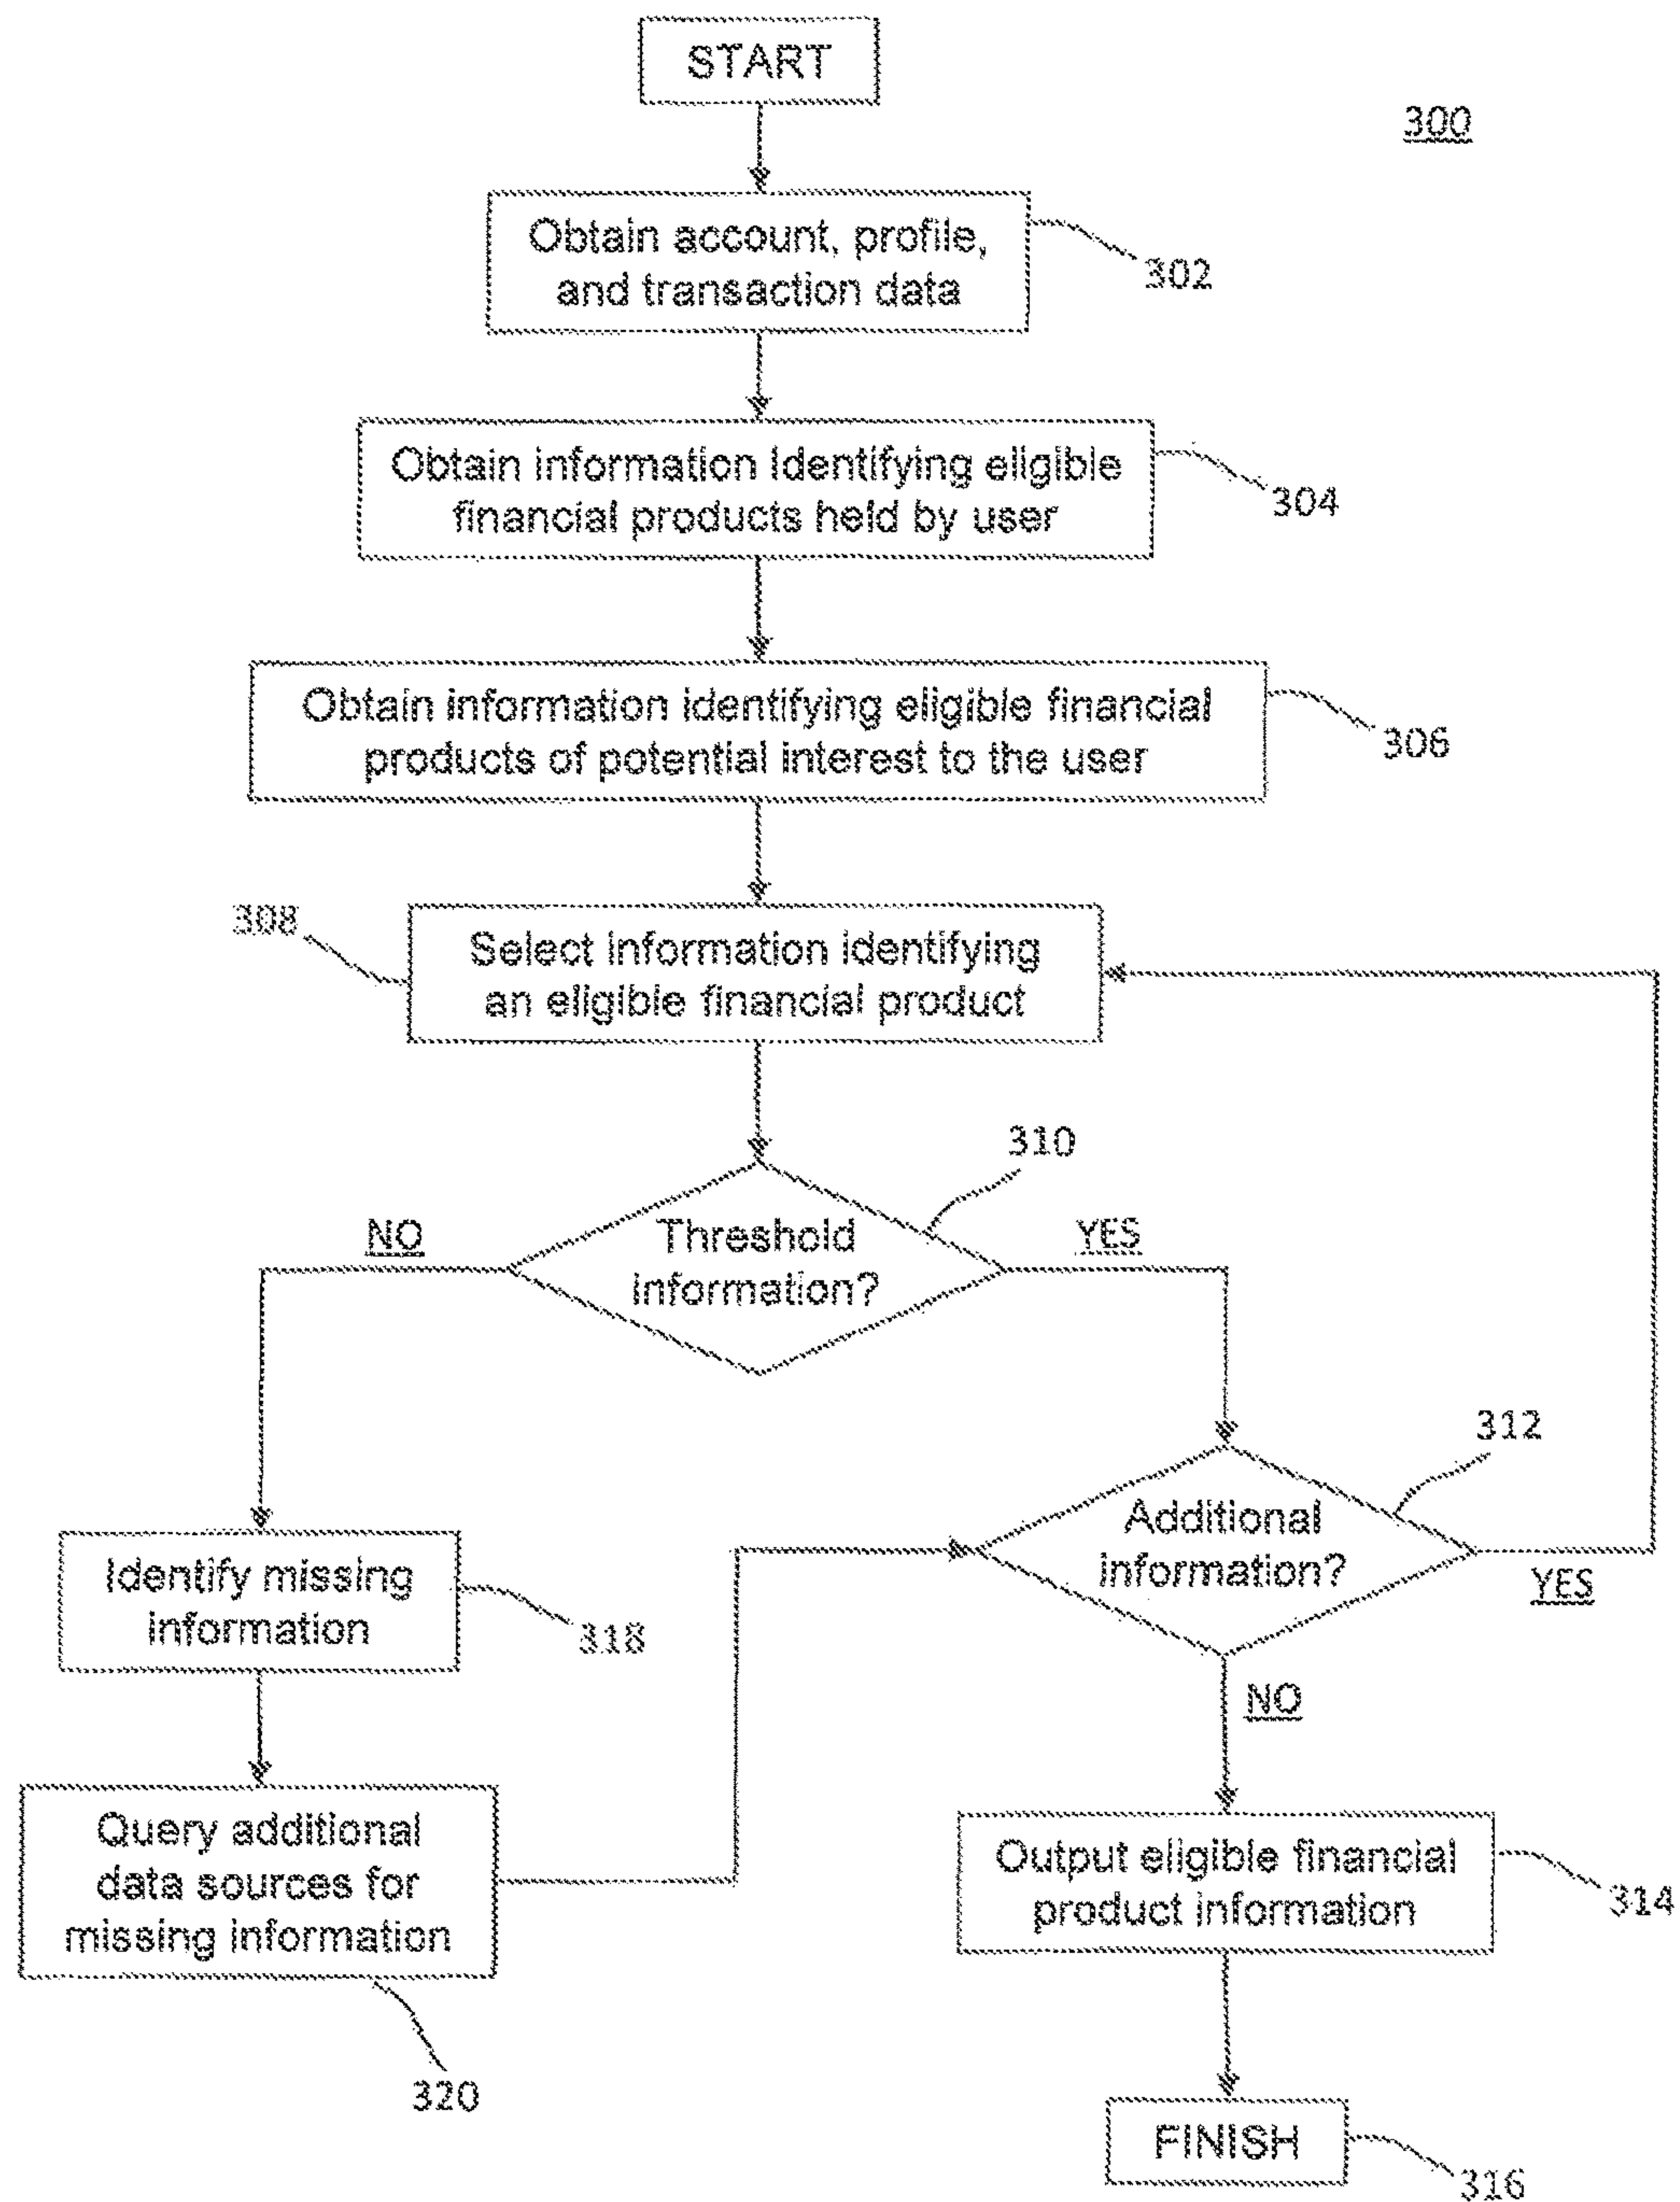 START
300
Obtain account, profile,
and transaction data
302
Obtain information Identifying eligible
financial products held by user
304
Obtain information identifying eligible financial
products of potential interest to the user
306
308
Select information identifying
an eligible financial product
310
NO
Threshold
information?
YES
312
Additional
information?
YES
Identify missing
information
318
NO
Query additional
data sources for
missing information
Output eligible financial
product information
314
320
FINISH
316